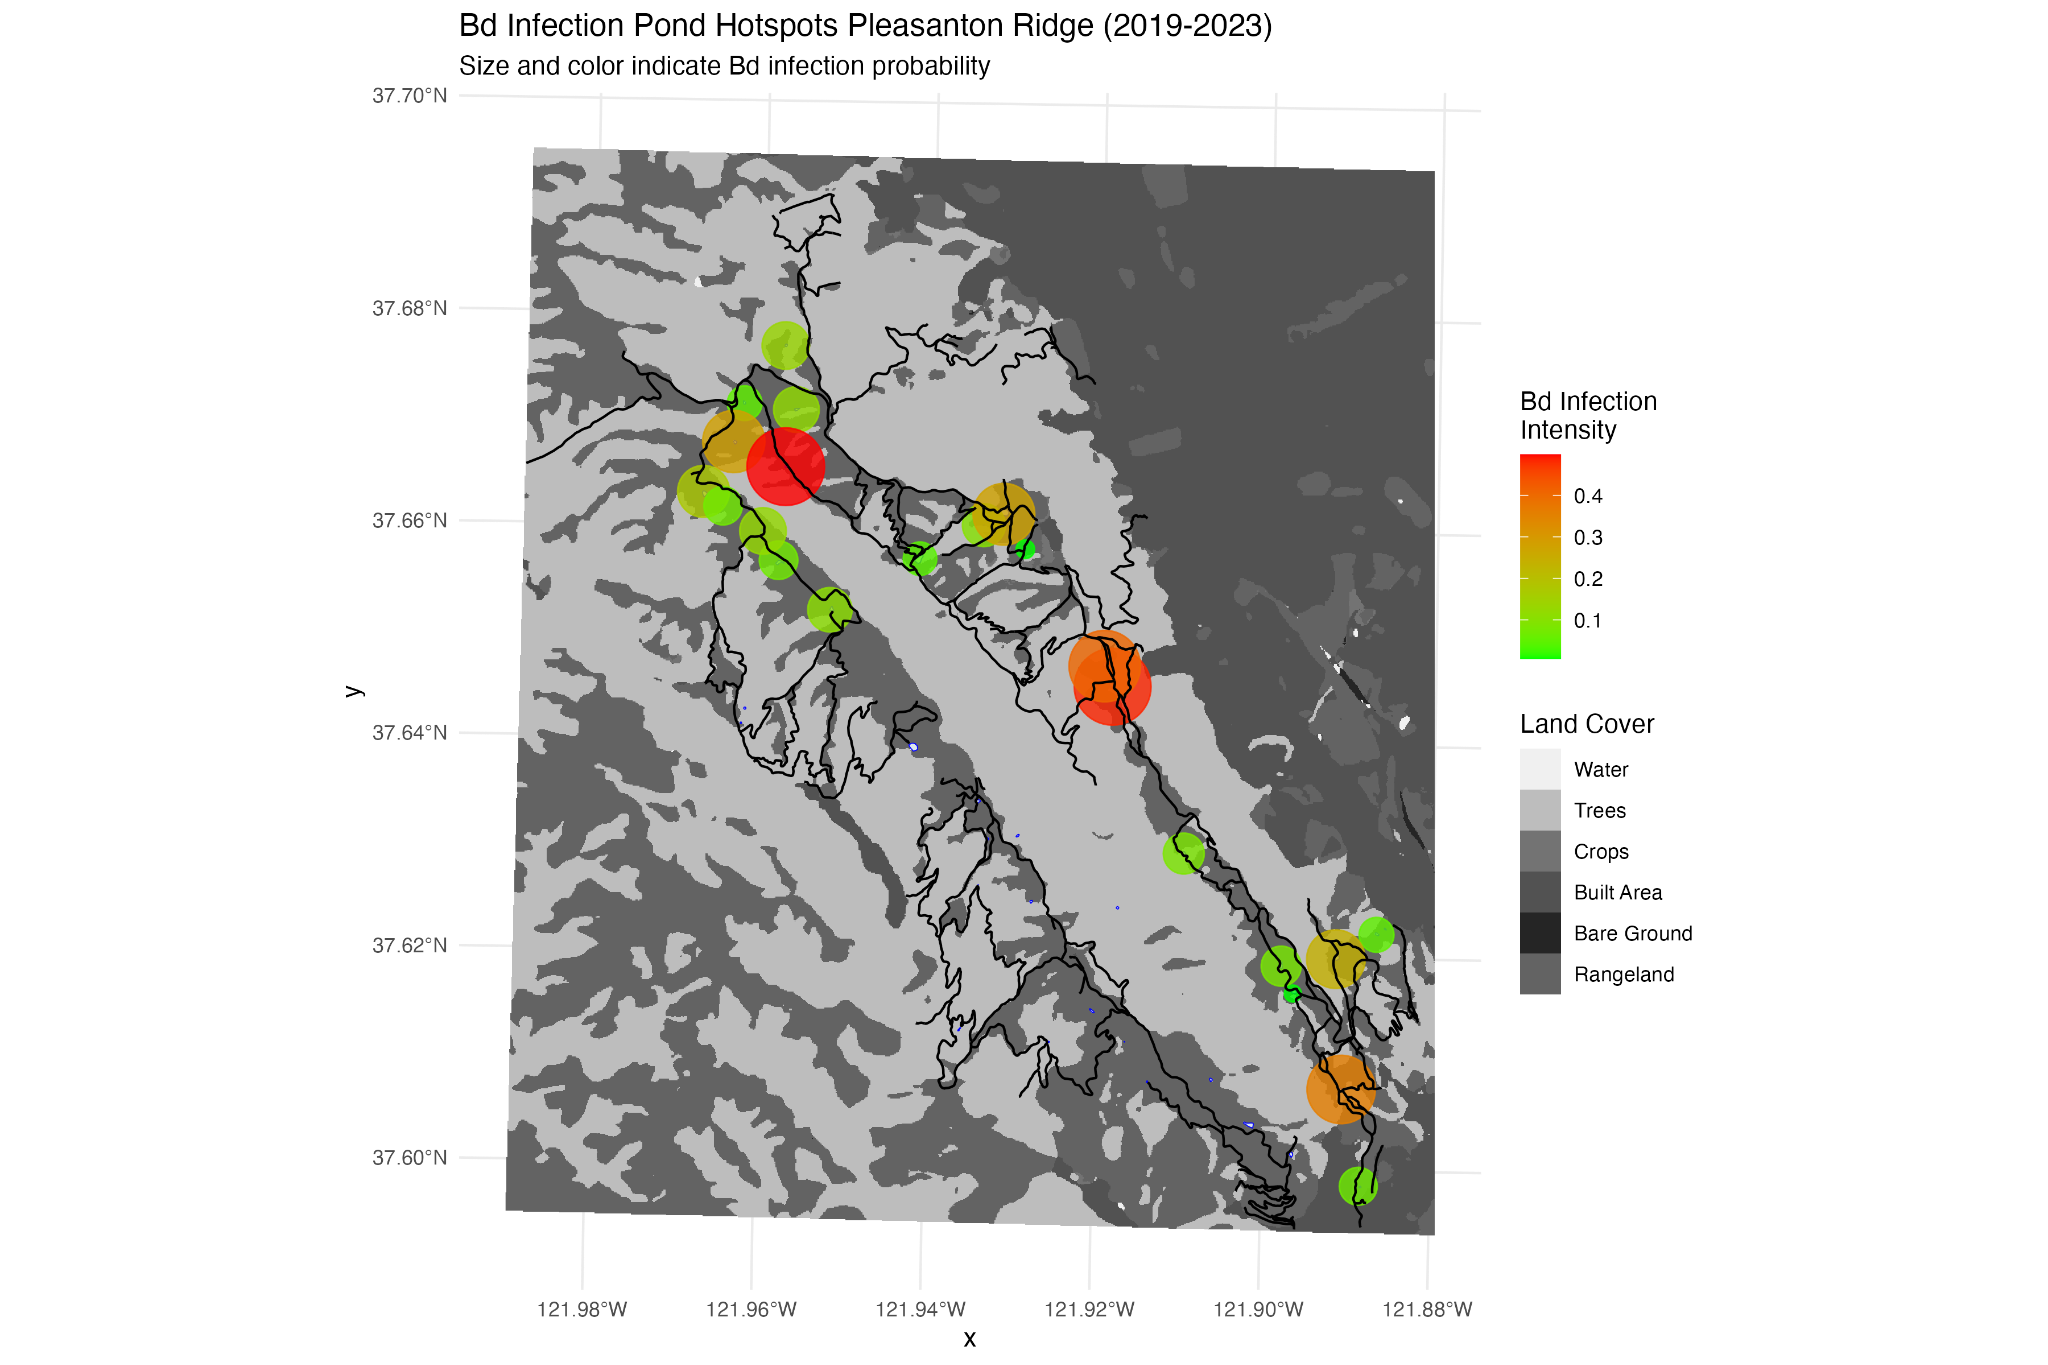 Bd Infection Pond Hotspots Pleasanton Ridge (2019-2023)
Size and color indicate Bd infection probability
37.70°N
37.68°N
37.66°N
37.64°N
37.62°N
37.60°N
y
121.98°W
121.96°W
121.94°W
121.92°W
121.90°W
121.88°W
x
Bd Infection
Intensity
0.4
0.3
0.2
0.1
Land Cover
Water
Trees
Crops
Built Area
Bare Ground
Rangeland